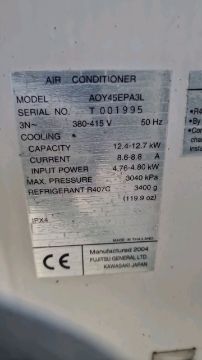 AIR CONDITIONER
MODEL AOY45EPA3L
SERIAL NO. T 001995
3N~ 380-415 V 50 Hz
COOLING
CAPACITY 12.4-12.7 kW
CURRENT 8.6-8.8 A
INPUT POWER 4.76-4.80 kW
MAX. PRESSURE 3040 kPa
REFRIGERANT R407C 3400 g
(119.9 oz)
IPX4
MADE IN THAILAND
CE
Manufactured 2004
FUJITSU GENERAL LTD.
KAWASAKI JAPAN